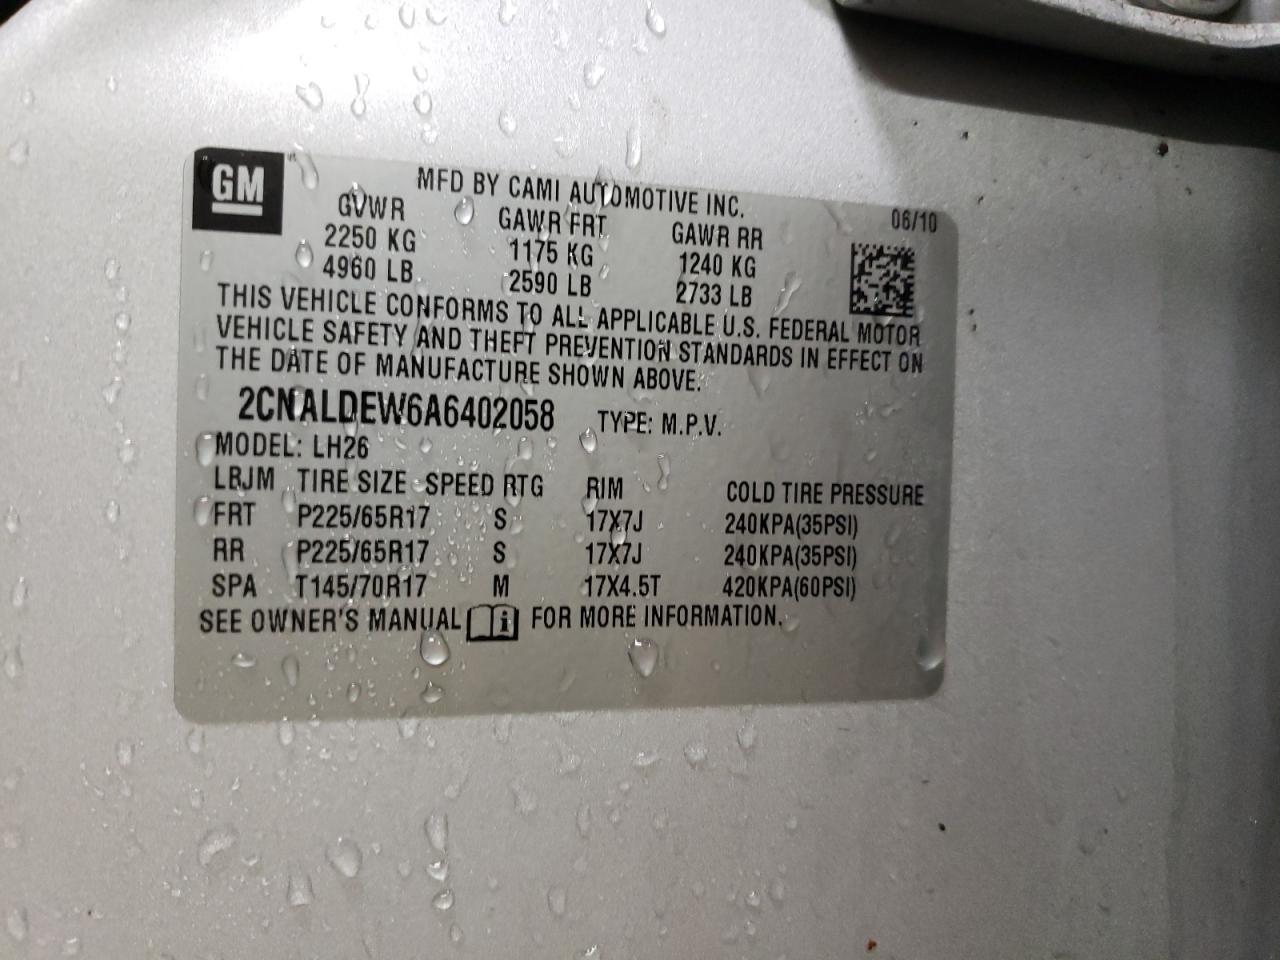 GM
MFD BY CAMI AUTOMOTIVE INC.
06/10
GVWR GAWR FRT GAWR RR
2250 KG 1175 KG 1240 KG
4960 LB 2590 LB 2733 LB
THIS VEHICLE CONFORMS TO ALL APPLICABLE U.S. FEDERAL MOTOR
VEHICLE SAFETY AND THEFT PREVENTION STANDARDS IN EFFECT ON
THE DATE OF MANUFACTURE SHOWN ABOVE.
2CNALDEW6A6402058 TYPE: M.P.V.
MODEL: LH26
LBJM TIRE SIZE SPEED RTG RIM COLD TIRE PRESSURE
FRT P225/65R17 S 17X7J 240KPA(35PSI)
RR P225/65R17 S 17X7J 240KPA(35PSI)
SPA T145/70R17 M 17X4.5T 420KPA(60PSI)
SEE OWNER'S MANUAL i FOR MORE INFORMATION.